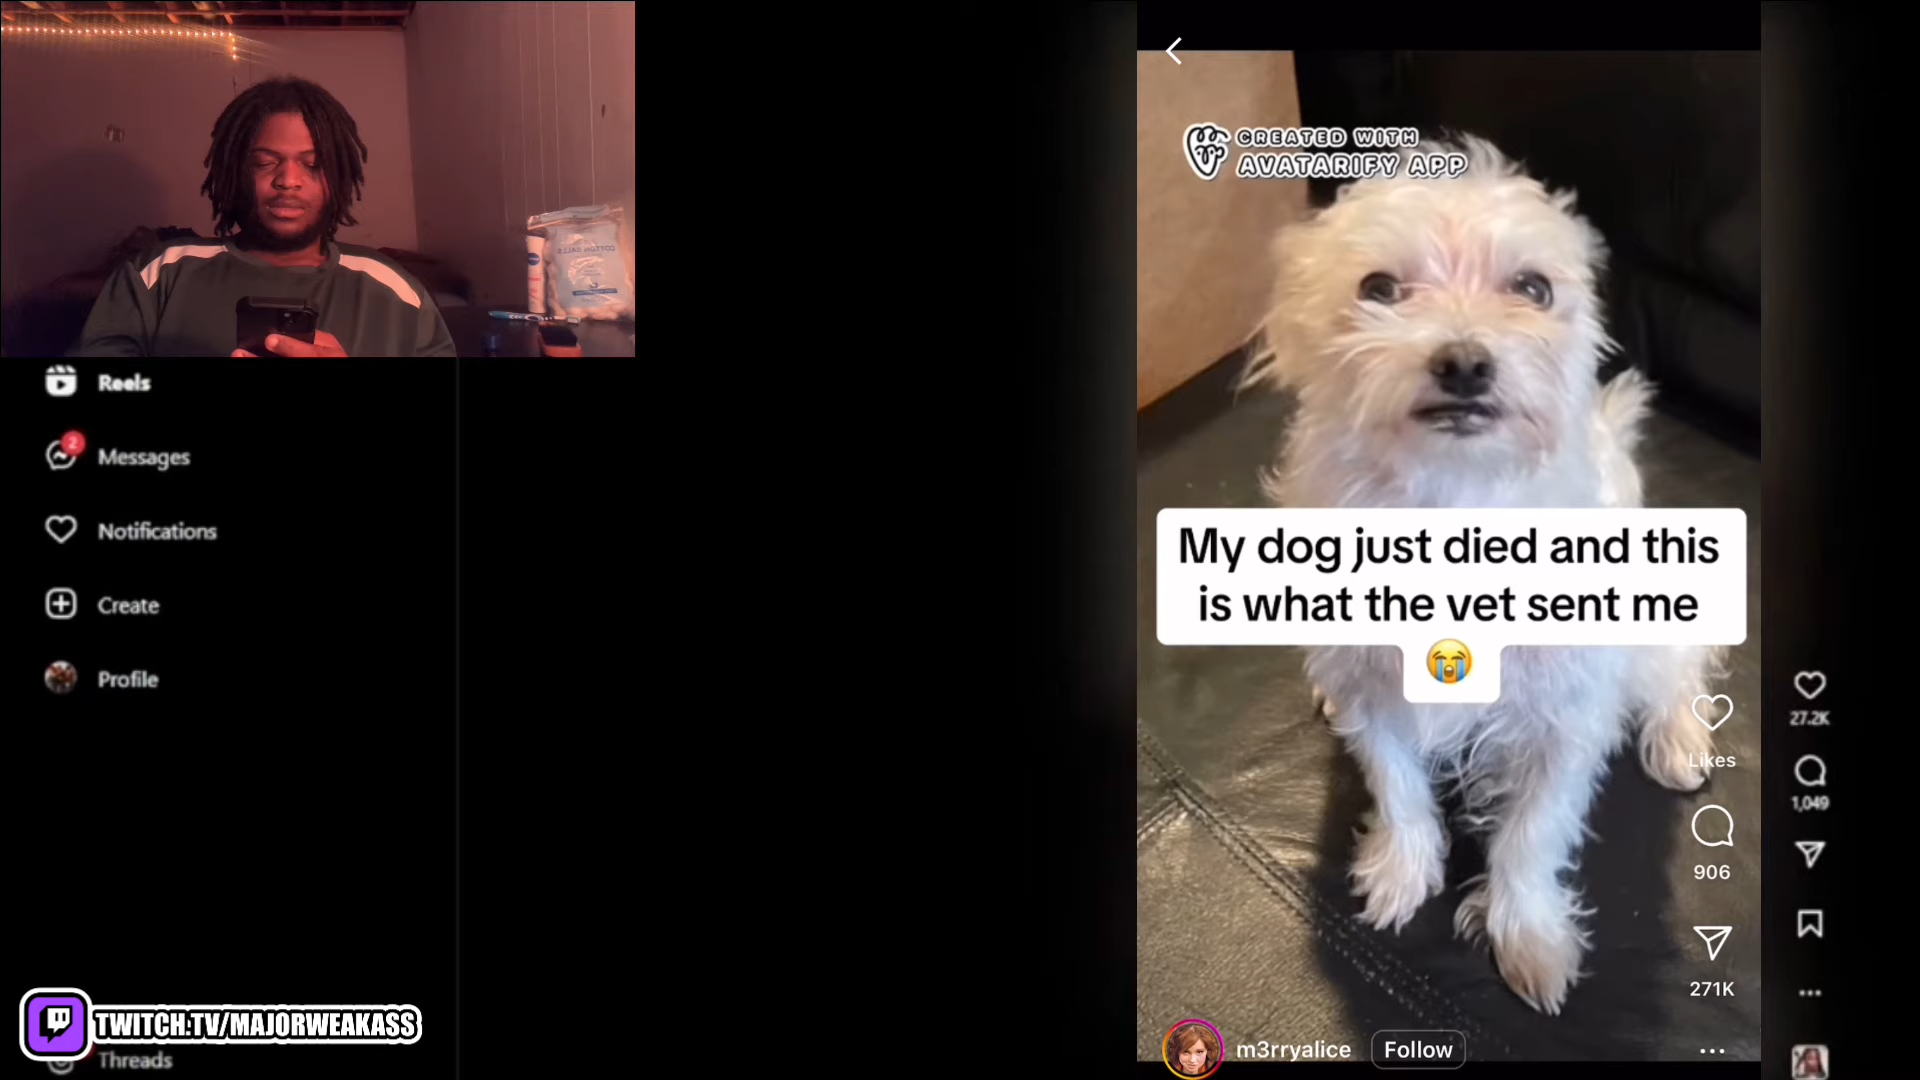 CREATED WITH
AVATARIFY APP
My dog just died and this
is what the vet sent me
😭
Likes
906
271K
m3rryalice
Follow
27.2K
1,049
Reels
2
Messages
Notifications
Create
Profile
TWITCH.TV/MAJORWEAKASS
Threads